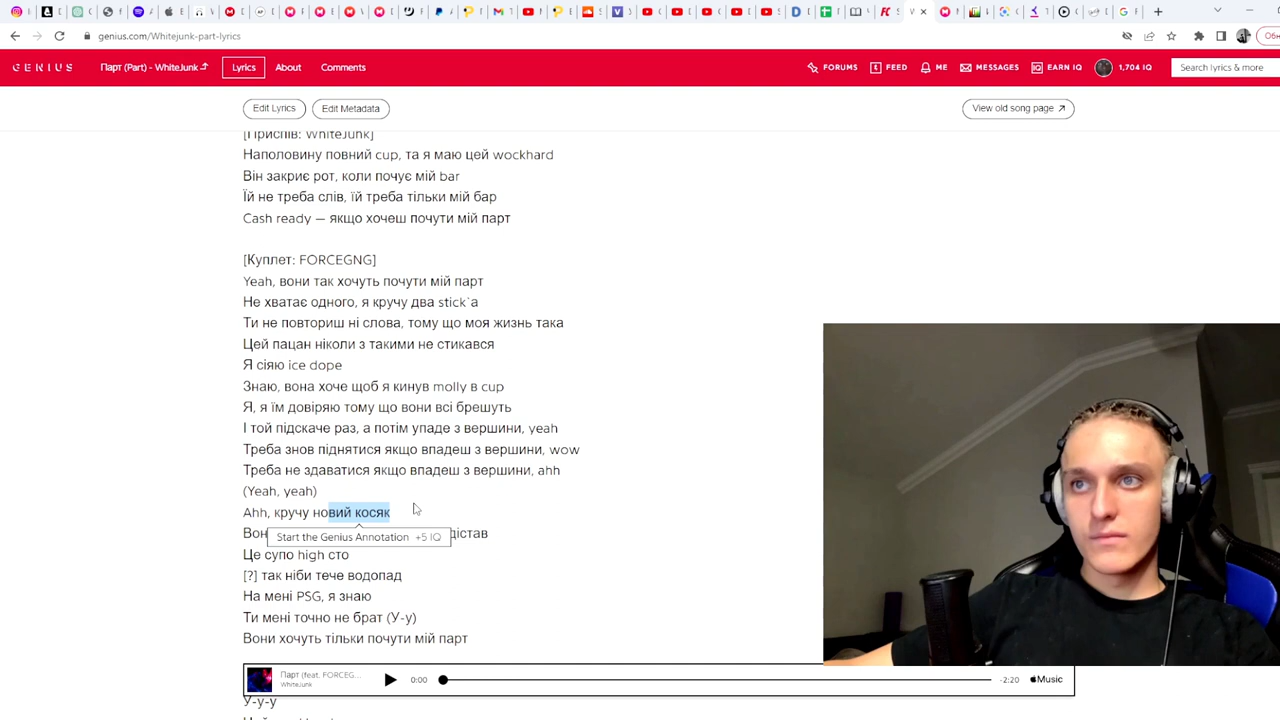 genius.com/Whitejunk-part-lyrics
GENIUS
Парт (Part) - WhiteJunk
Lyrics
About
Comments
FORUMS
FEED
ME
MESSAGES
EARN IQ
1,704 IQ
Search lyrics & more
Edit Lyrics
Edit Metadata
View old song page
[Приспів: WhiteJunk]
Наполовину повний cup, та я маю цей wockhard
Він закриє рот, коли почує мій bar
Їй не треба слів, їй треба тільки мій бар
Cash ready — якщо хочеш почути мій парт
[Куплет: FORCEGNG]
Yeah, вони так хочуть почути мій парт
Не хватає одного, я кручу два stick`а
Ти не повториш ні слова, тому що моя жизнь така
Цей пацан ніколи з такими не стикався
Я сіяю ice dope
Знаю, вона хоче щоб я кинув molly в cup
Я, я їм довіряю тому що вони всі брешуть
І той підскаче раз, а потім упаде з вершини, yeah
Треба знов піднятися якщо впадеш з вершини, wow
Треба не здаватися якщо впадеш з вершини, ahh
(Yeah, yeah)
Ahh, кручу новий косяк
Вон
дістав
Start the Genius Annotation +5 IQ
Це супо high сто
[?] так ніби тече водопад
На мені PSG, я знаю
Ти мені точно не брат (У-у)
Вони хочуть тільки почути мій парт
Парт (feat. FORCEG...
WhiteJunk
0:00
-2:20
Music
У-у-у